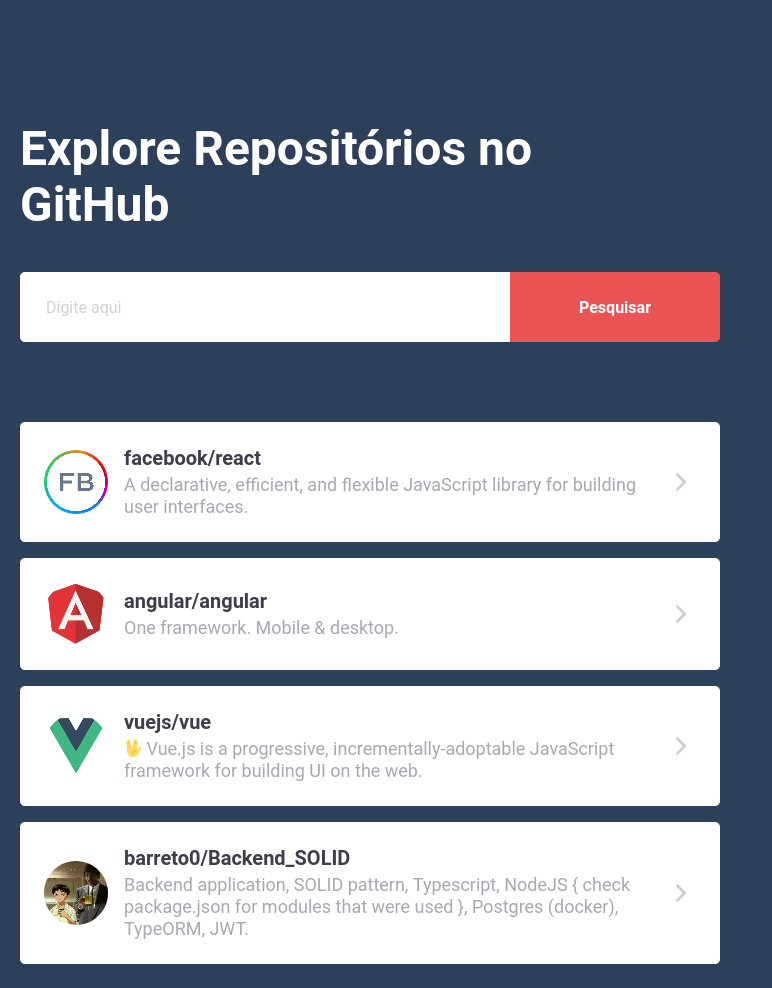 Explore Repositórios no
GitHub
Digite aqui
Pesquisar
FB
facebook/react
A declarative, efficient, and flexible JavaScript library for building
user interfaces.
A
angular/angular
One framework. Mobile & desktop.
vuejs/vue
🖖 Vue.js is a progressive, incrementally-adoptable JavaScript
framework for building UI on the web.
barreto0/Backend_SOLID
Backend application, SOLID pattern, Typescript, NodeJS { check
package.json for modules that were used }, Postgres (docker),
TypeORM, JWT.